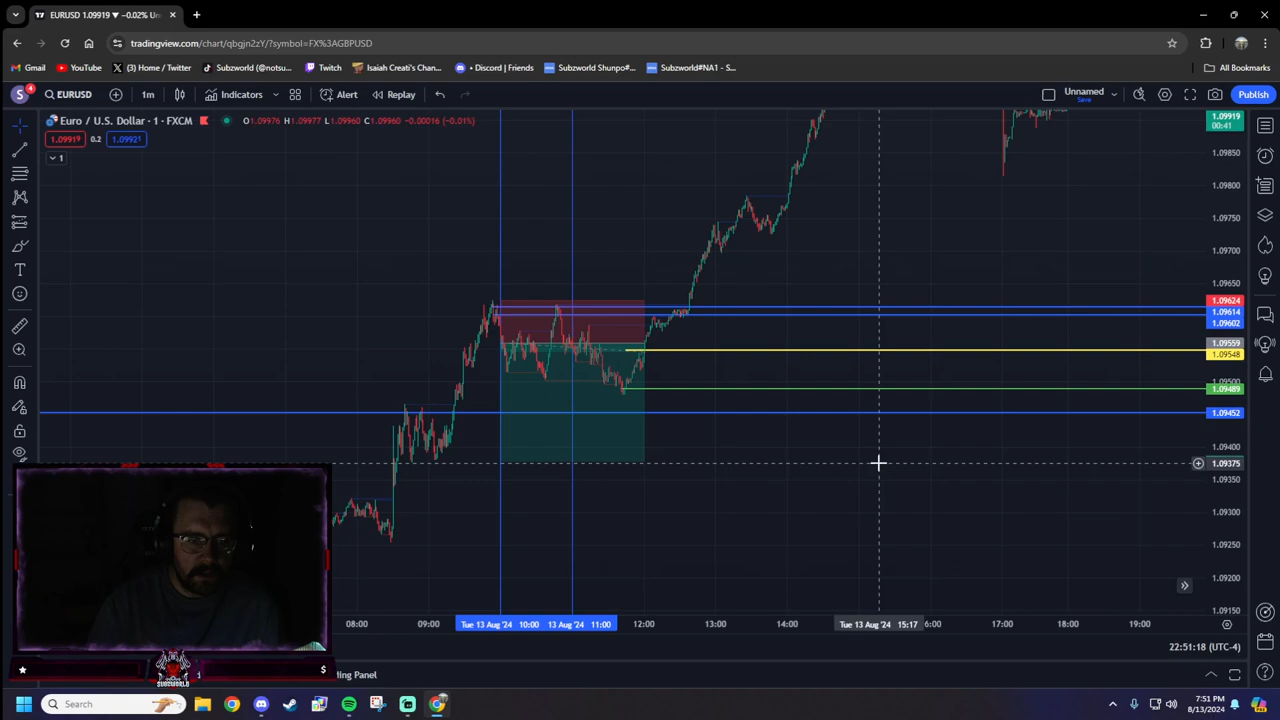 EURUSD 1.09919 ▼ −0.02% Un
tradingview.com/chart/qbgjn2zY/?symbol=FX%3AGBPUSD
Gmail YouTube (3) Home / Twitter Subzworld (@notsu... Twitch Isaiah Creati's Chan... Discord | Friends Subzworld Shunpo#... Subzworld#NA1 - S... All Bookmarks
S 4 EURUSD 1m Indicators Alert Replay Unnamed Save Publish
Euro / U.S. Dollar · 1 · FXCM O1.09976 H1.09977 L1.09960 C1.09960 −0.00016 (−0.01%)
1.09919 0.2 1.09921
1
1.09919
00:41
1.09850
1.09800
1.09750
1.09700
1.09650
1.09624
1.09614
1.09602
1.09559
1.09548
1.09500
1.09489
1.09452
1.09400
1.09375
1.09350
1.09300
1.09250
1.09200
1.09150
08:00 09:00 Tue 13 Aug '24 10:00 13 Aug '24 11:00 12:00 13:00 14:00 Tue 13 Aug '24 15:17 6:00 17:00 18:00 19:00
22:51:18 (UTC-4)
ting Panel
$
SUBSWORLD
Search
7:51 PM
8/13/2024